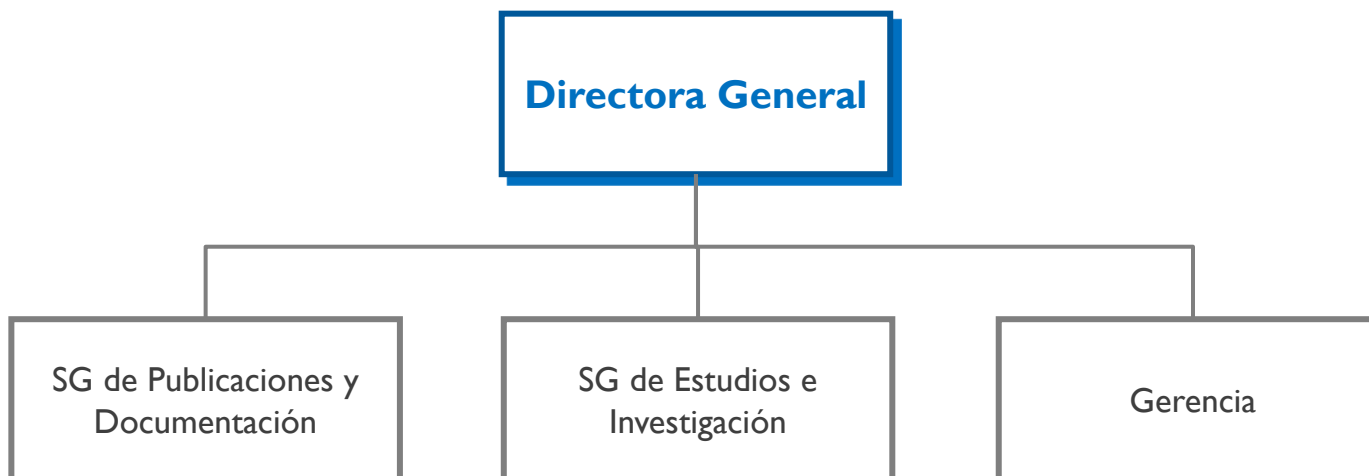 Directora General
SG de Publicaciones y
Documentación
SG de Estudios e
Investigación
Gerencia